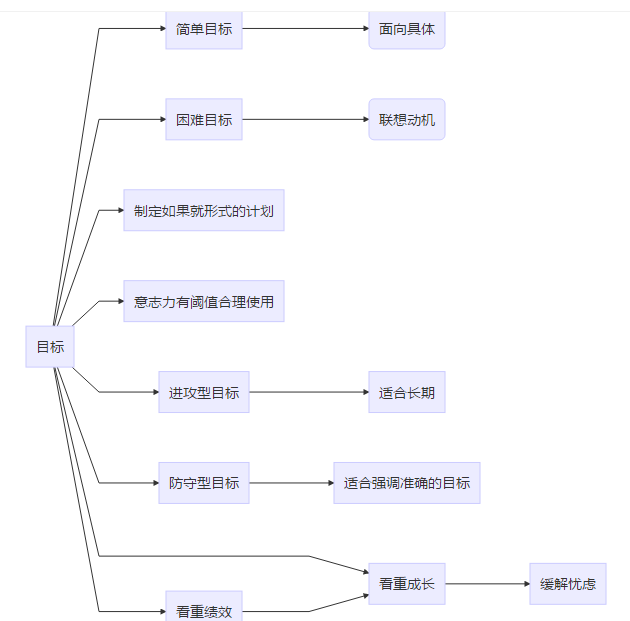 简单目标
面向具体
困难目标
联想动机
制定如果就形式的计划
意志力有阈值合理使用
目标
进攻型目标
适合长期
防守型目标
适合强调准确的目标
看重成长
缓解忧虑
看重绩效